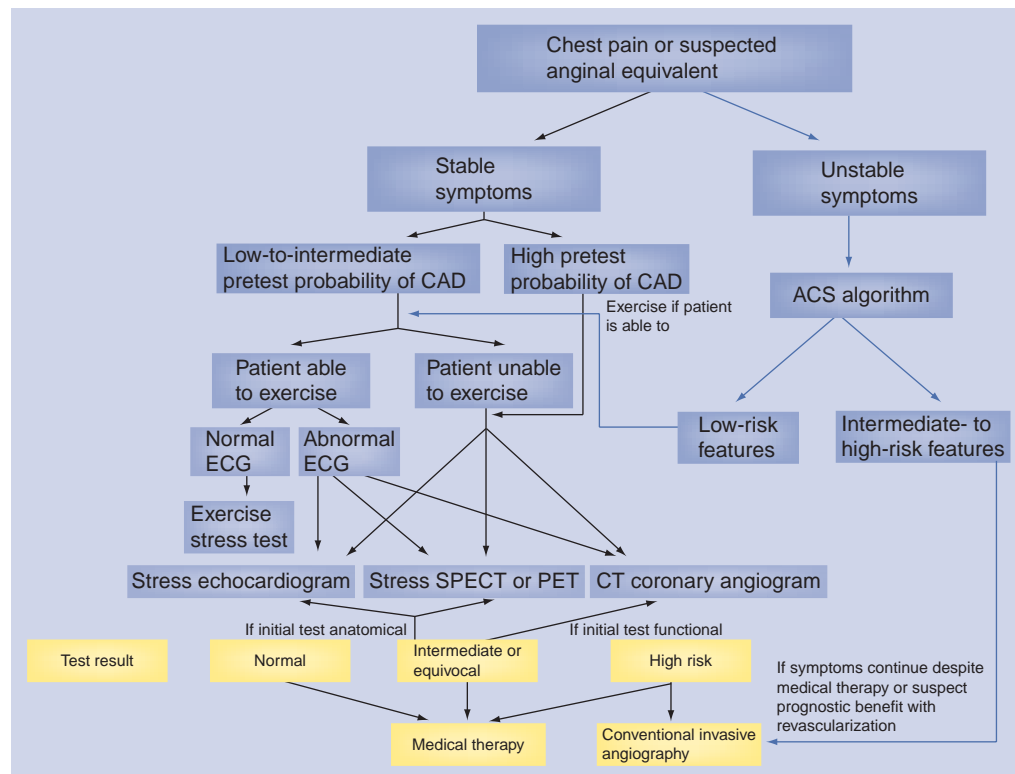 Chest pain or suspected
anginal equivalent
Stable
symptoms
Unstable
symptoms
Low-to-intermediate
pretest probability of CAD
High pretest
probability of CAD
ACS algorithm
Exercise if patient
is able to
Patient able
to exercise
Patient unable
to exercise
Low-risk
features
Intermediate- to
high-risk features
Normal
ECG
Abnormal
ECG
Exercise
stress test
Stress echocardiogram
Stress SPECT or PET
CT coronary angiogram
If initial test anatomical
If initial test functional
Test result
Normal
Intermediate or
equivocal
High risk
If symptoms continue despite
medical therapy or suspect
prognostic benefit with
revascularization
Medical therapy
Conventional invasive
angiography